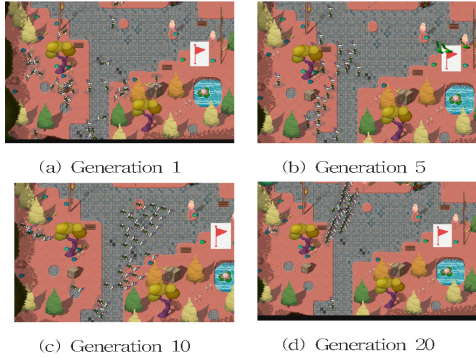 (a) Generation 1
(b) Generation 5
(c) Generation 10
(d) Generation 20